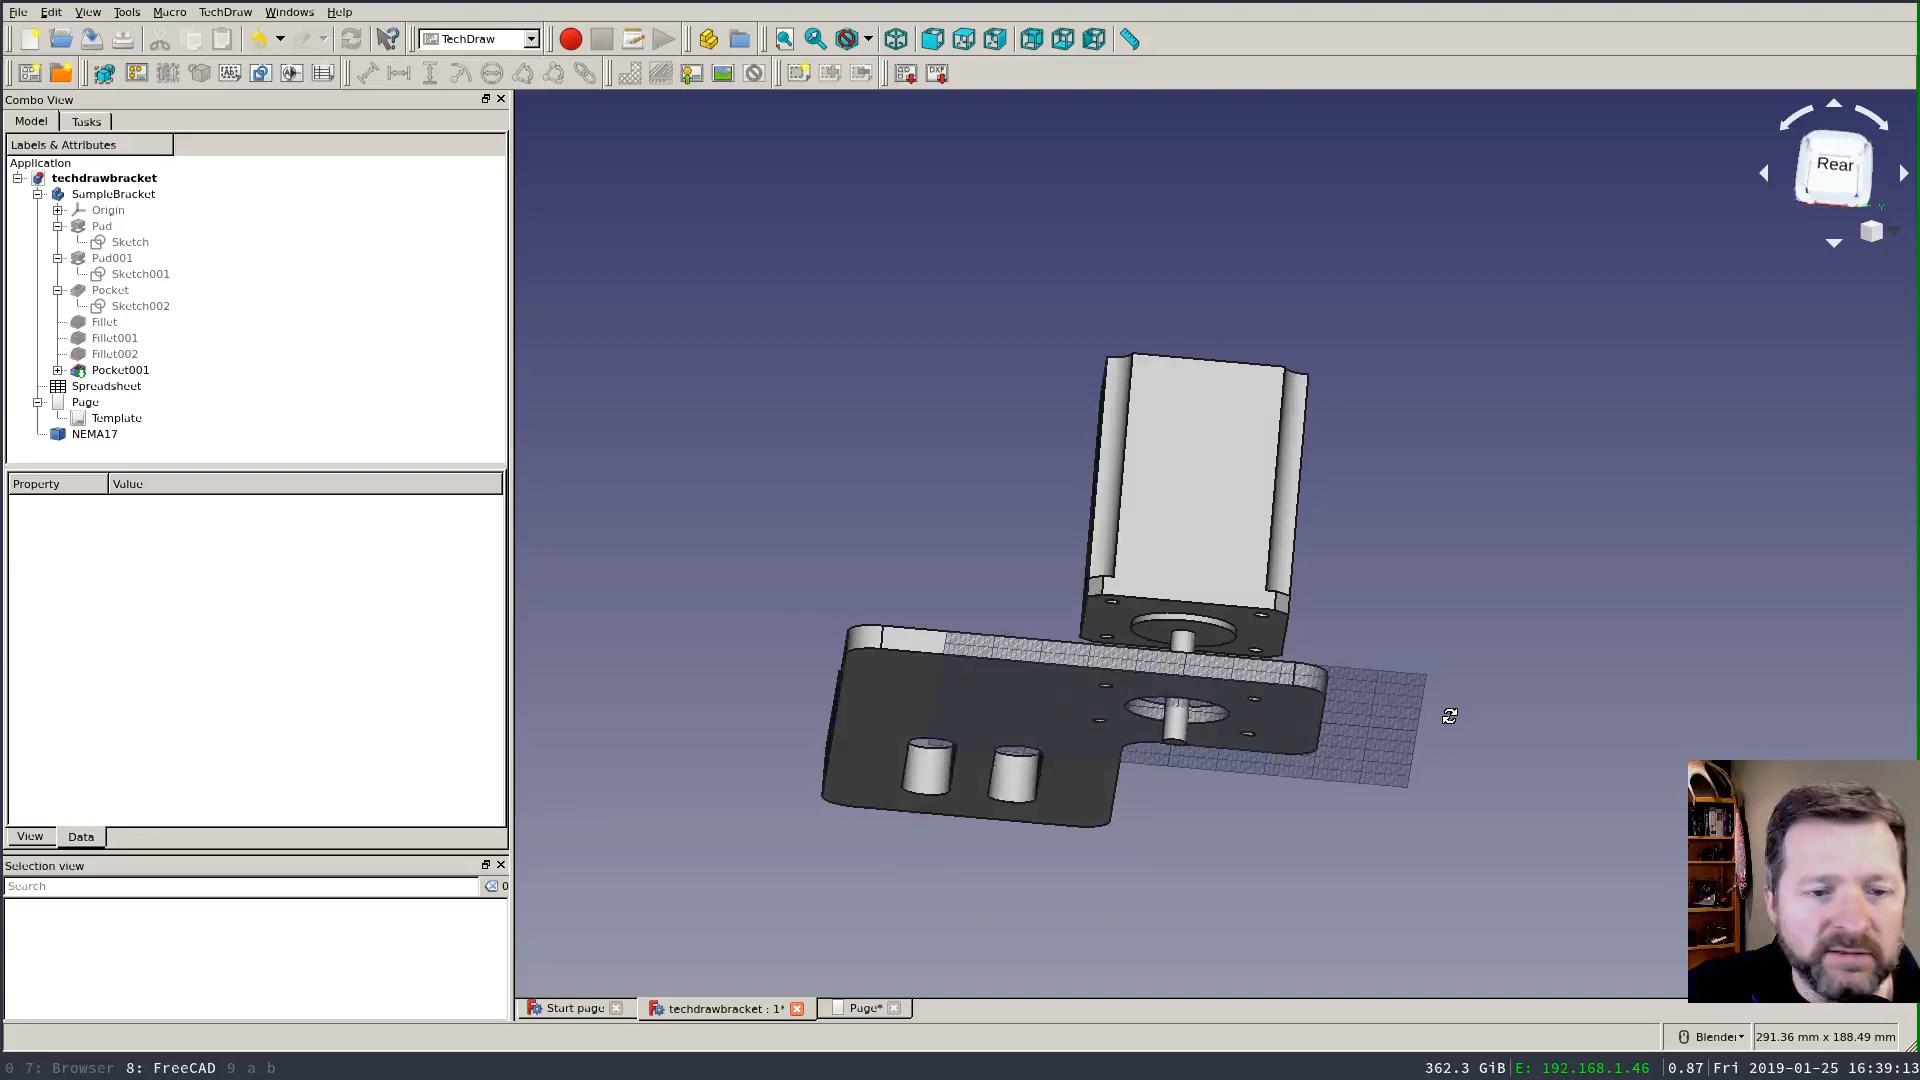 File Edit View Tools Macro TechDraw Windows Help
TechDraw
Combo View
Model Tasks
Labels & Attributes
Application
techdrawbracket
SampleBracket
Origin
Pad
Sketch
Pad001
Sketch001
Pocket
Sketch002
Fillet
Fillet001
Fillet002
Pocket001
Spreadsheet
Page
Template
NEMA17
Property Value
View Data
Selection view
Search 0
Rear
Y
Start page techdrawbracket : 1* Page*
Blender 291.36 mm x 188.49 mm
0 7: Browser 8: FreeCAD 9 a b 362.3 GiB E: 192.168.1.46 0.87 Fri 2019-01-25 16:39:13